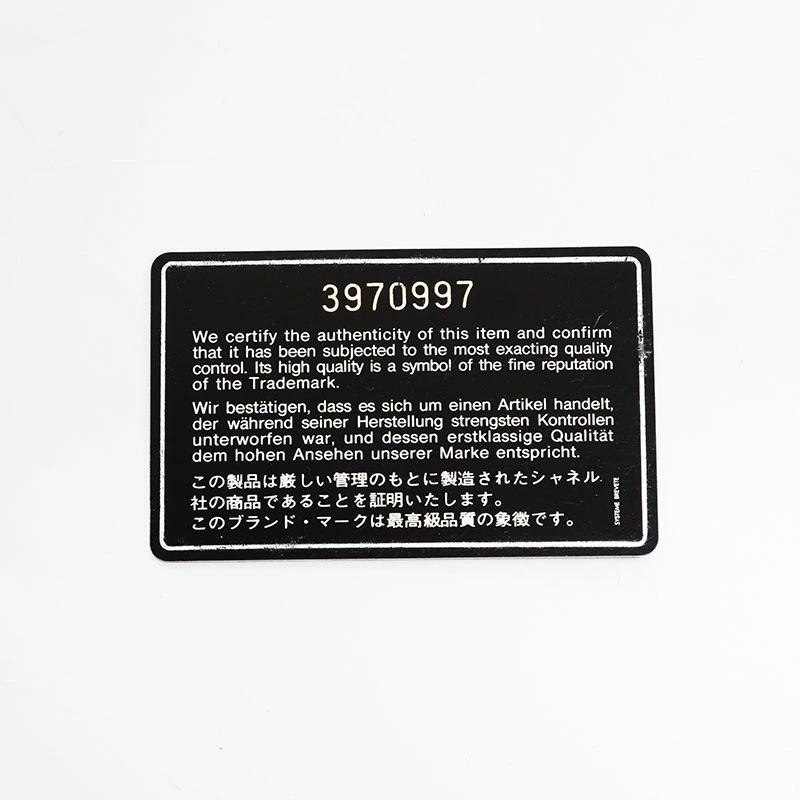 3970997
We certify the authenticity of this item and confirm
that it has been subjected to the most exacting quality
control. Its high quality is a symbol of the fine reputation
of the Trademark.
Wir bestätigen, dass es sich um einen Artikel handelt,
der während seiner Herstellung strengsten Kontrollen
unterworfen war, und dessen erstklassige Qualität
dem hohen Ansehen unserer Marke entspricht.
この製品は厳しい管理のもとに製造されたシャネル
社の商品であることを証明いたします。
このブランド・マークは最高級品質の象徴です。
SYSTEME BREVETE